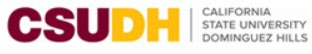 CSUDH
CALIFORNIA
STATE UNIVERSITY
DOMINGUEZ HILLS